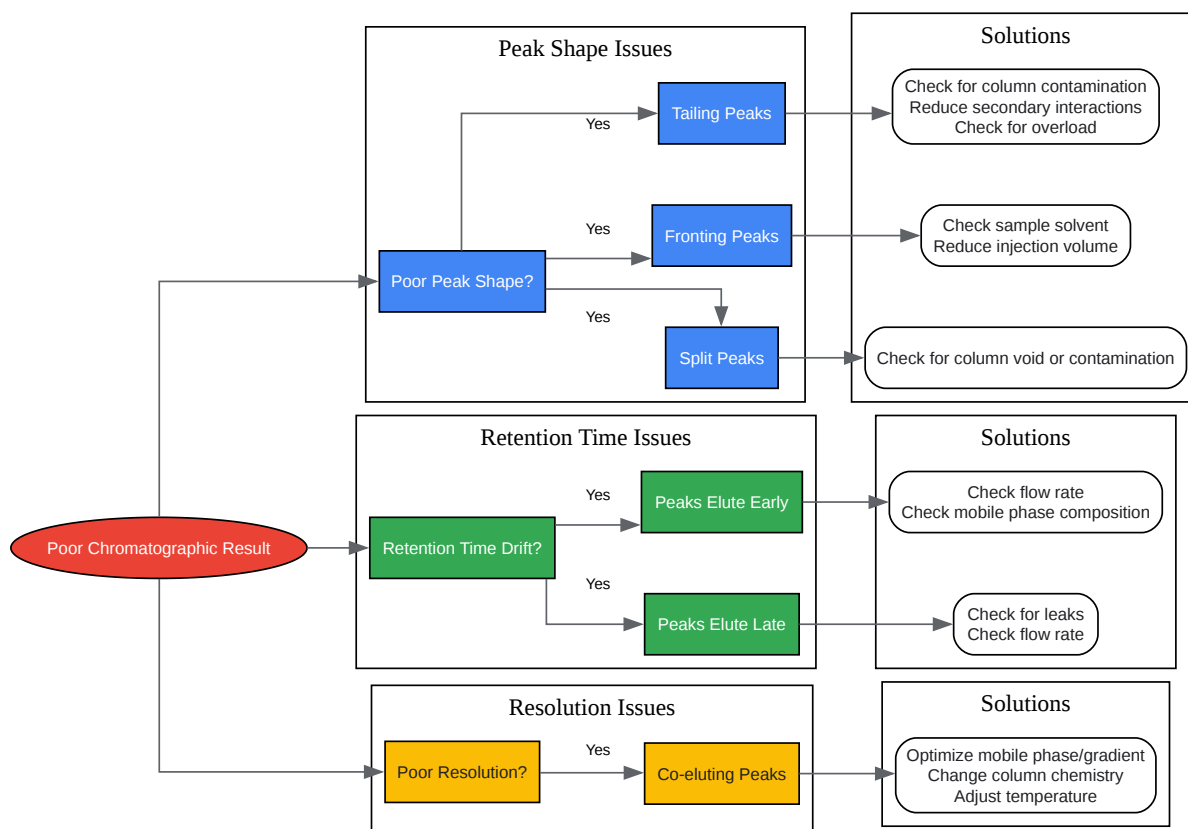 Peak Shape Issues
Solutions
Tailing Peaks
Yes
Check for column contamination
Reduce secondary interactions
Check for overload
Yes
Fronting Peaks
Check sample solvent
Reduce injection volume
Poor Peak Shape?
Yes
Split Peaks
Check for column void or contamination
Retention Time Issues
Solutions
Yes
Peaks Elute Early
Check flow rate
Check mobile phase composition
Poor Chromatographic Result
Retention Time Drift?
Yes
Peaks Elute Late
Check for leaks
Check flow rate
Resolution Issues
Solutions
Poor Resolution?
Yes
Co-eluting Peaks
Optimize mobile phase/gradient
Change column chemistry
Adjust temperature